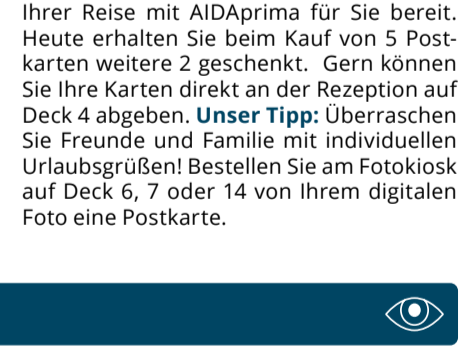 Ihrer Reise mit AIDAprima für Sie bereit.
Heute erhalten Sie beim Kauf von 5 Post-
karten weitere 2 geschenkt. Gern können
Sie Ihre Karten direkt an der Rezeption auf
Deck 4 abgeben. Unser Tipp: Überraschen
Sie Freunde und Familie mit individuellen
Urlaubsgrüßen! Bestellen Sie am Fotokiosk
auf Deck 6, 7 oder 14 von Ihrem digitalen
Foto eine Postkarte.